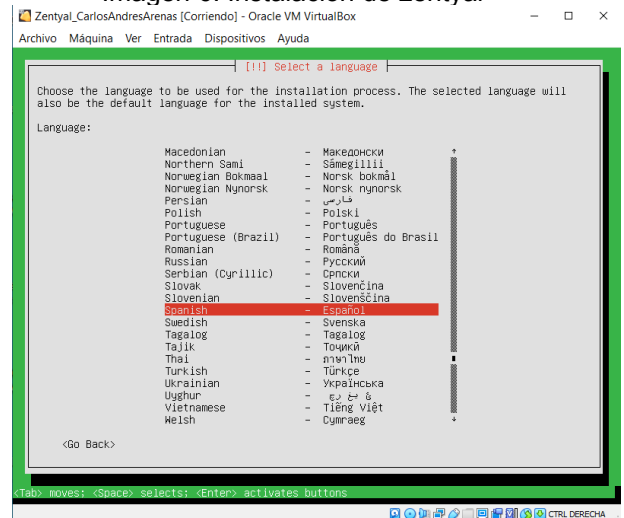 Imagen 6. Instalación de Zentyal
Zentyal_CarlosAndresArenas [Corriendo] - Oracle VM VirtualBox
Archivo Máquina Ver Entrada Dispositivos Ayuda
[!!] Select a language
Choose the language to be used for the installation process. The selected language will
also be the default language for the installed system.
Language:
Macedonian - Македонски
Northern Sami - Sámegillii
Norwegian Bokmaal - Norsk bokmål
Norwegian Nynorsk - Norsk nynorsk
Persian - فارسی
Polish - Polski
Portuguese - Português
Portuguese (Brazil) - Português do Brasil
Romanian - Română
Russian - Русский
Serbian (Cyrillic) - Српски
Slovak - Slovenčina
Slovenian - Slovenščina
Spanish - Español
Swedish - Svenska
Tagalog - Tagalog
Tajik - Тоҷикӣ
Thai - ภาษาไทย
Turkish - Türkçe
Ukrainian - Українська
Uyghur -
Vietnamese - Tiếng Việt
Welsh - Cymraeg
<Go Back>
<Tab> moves; <Space> selects; <Enter> activates buttons
CTRL DERECHA